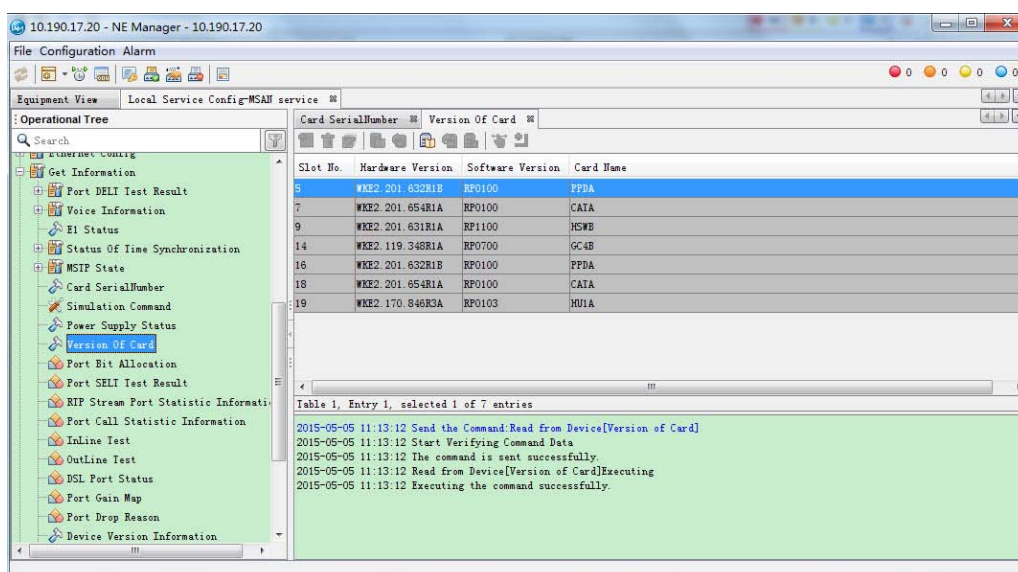 10.190.17.20 - NE Manager - 10.190.17.20
File Configuration Alarm
0 0 0 0
Equipment View Local Service Config-MSAN service
Operational Tree
Search
Ethernet Config
Get Information
Port DELT Test Result
Voice Information
E1 Status
Status Of Time Synchronization
MSTP State
Card SerialNumber
Simulation Command
Power Supply Status
Version Of Card
Port Bit Allocation
Port SELT Test Result
RTP Stream Port Statistic Informati
Port Call Statistic Information
InLine Test
OutLine Test
DSL Port Status
Port Gain Map
Port Drop Reason
Device Version Information
Card SerialNumber Version Of Card
Slot No. Hardware Version Software Version Card Name
5 WKE2.201.632R1B RP0100 PPDA
7 WKE2.201.654R1A RP0100 CAIA
9 WKE2.201.631R1A RP1100 HSWB
14 WKE2.119.348R1A RP0700 GC4B
16 WKE2.201.632R1B RP0100 PPDA
18 WKE2.201.654R1A RP0100 CAIA
19 WKE2.170.846R3A RP0103 HU1A
Table 1, Entry 1, selected 1 of 7 entries
2015-05-05 11:13:12 Send the Command:Read from Device[Version of Card]
2015-05-05 11:13:12 Start Verifying Command Data
2015-05-05 11:13:12 The command is sent successfully.
2015-05-05 11:13:12 Read from Device[Version of Card]Executing
2015-05-05 11:13:12 Executing the command successfully.